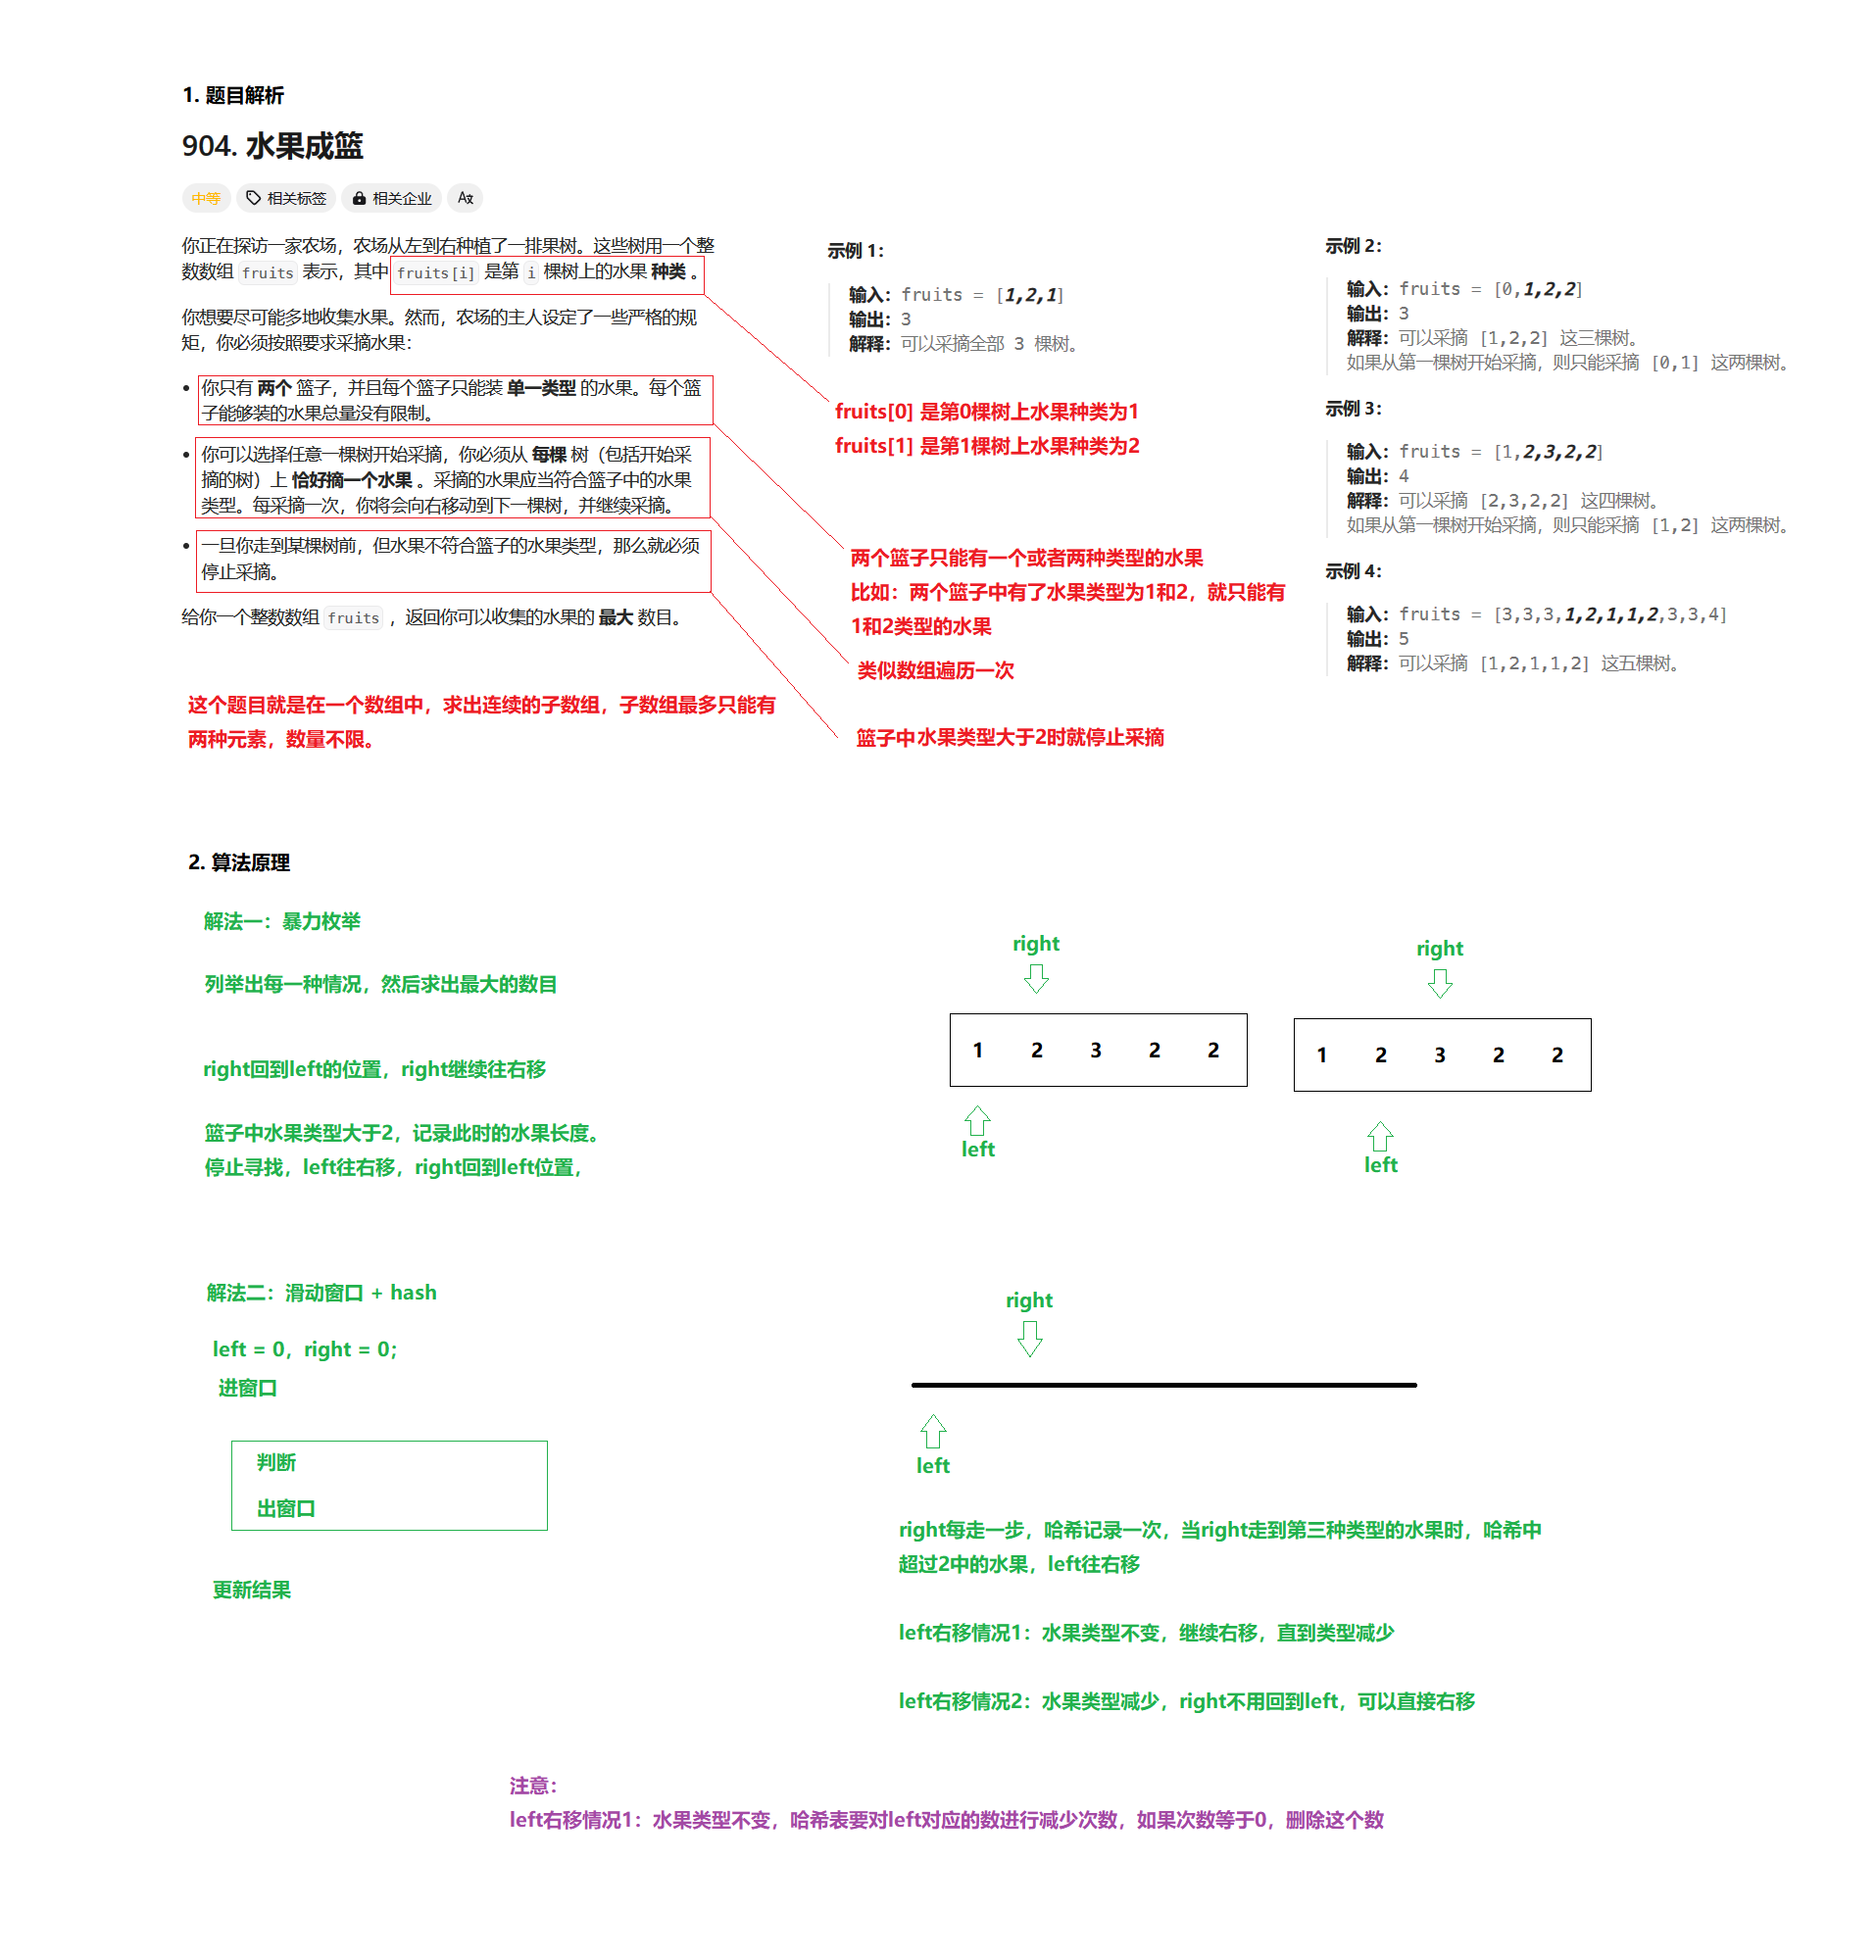 1. 题目解析
904. 水果成篮
中等 相关标签 相关企业
你正在探访一家农场，农场从左到右种植了一排果树。这些树用一个整
数数组 fruits 表示，其中 fruits[i] 是第 i 棵树上的水果 种类 。
你想要尽可能多地收集水果。然而，农场的主人设定了一些严格的规
矩，你必须按照要求采摘水果：
• 你只有 两个 篮子，并且每个篮子只能装 单一类型 的水果。每个篮
子能够装的水果总量没有限制。
• 你可以选择任意一棵树开始采摘，你必须从 每棵 树（包括开始采
摘的树）上 恰好摘一个水果 。采摘的水果应当符合篮子中的水果
类型。每采摘一次，你将会向右移动到下一棵树，并继续采摘。
• 一旦你走到某棵树前，但水果不符合篮子的水果类型，那么就必须
停止采摘。
给你一个整数数组 fruits ，返回你可以收集的水果的 最大 数目。
这个题目就是在一个数组中，求出连续的子数组，子数组最多只能有
两种元素，数量不限。
示例 1：
输入：fruits = [1,2,1]
输出：3
解释：可以采摘全部 3 棵树。
fruits[0] 是第0棵树上水果种类为1
fruits[1] 是第1棵树上水果种类为2
两个篮子只能有一个或者两种类型的水果
比如：两个篮子中有了水果类型为1和2，就只能有
1和2类型的水果
类似数组遍历一次
篮子中水果类型大于2时就停止采摘
示例 2：
输入：fruits = [0,1,2,2]
输出：3
解释：可以采摘 [1,2,2] 这三棵树。
如果从第一棵树开始采摘，则只能采摘 [0,1] 这两棵树。
示例 3：
输入：fruits = [1,2,3,2,2]
输出：4
解释：可以采摘 [2,3,2,2] 这四棵树。
如果从第一棵树开始采摘，则只能采摘 [1,2] 这两棵树。
示例 4：
输入：fruits = [3,3,3,1,2,1,1,2,3,3,4]
输出：5
解释：可以采摘 [1,2,1,1,2] 这五棵树。
2. 算法原理
解法一：暴力枚举
列举出每一种情况，然后求出最大的数目
right回到left的位置，right继续往右移
篮子中水果类型大于2，记录此时的水果长度。
停止寻找，left往右移，right回到left位置，
right
1 2 3 2 2
left
right
1 2 3 2 2
left
解法二：滑动窗口 + hash
left = 0，right = 0；
进窗口
判断
出窗口
更新结果
right
left
right每走一步，哈希记录一次，当right走到第三种类型的水果时，哈希中
超过2中的水果，left往右移
left右移情况1：水果类型不变，继续右移，直到类型减少
left右移情况2：水果类型减少，right不用回到left，可以直接右移
注意：
left右移情况1：水果类型不变，哈希表要对left对应的数进行减少次数，如果次数等于0，删除这个数